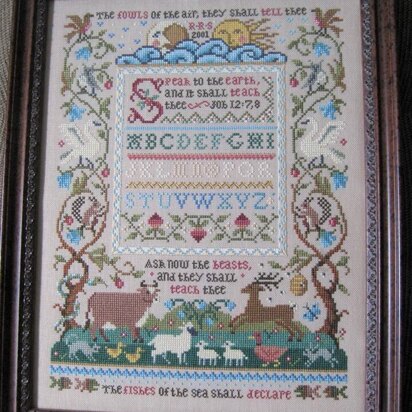 The fowls of the air, they shall tell thee
R·R·S
2001
Speak to the earth
and it shall teach
thee Job 12:7,8
ABCDEFGHI
JKLMNOPQR
STUVWXYZ
Ask now the beasts,
and they shall
teach thee
The fishes of the sea shall declare